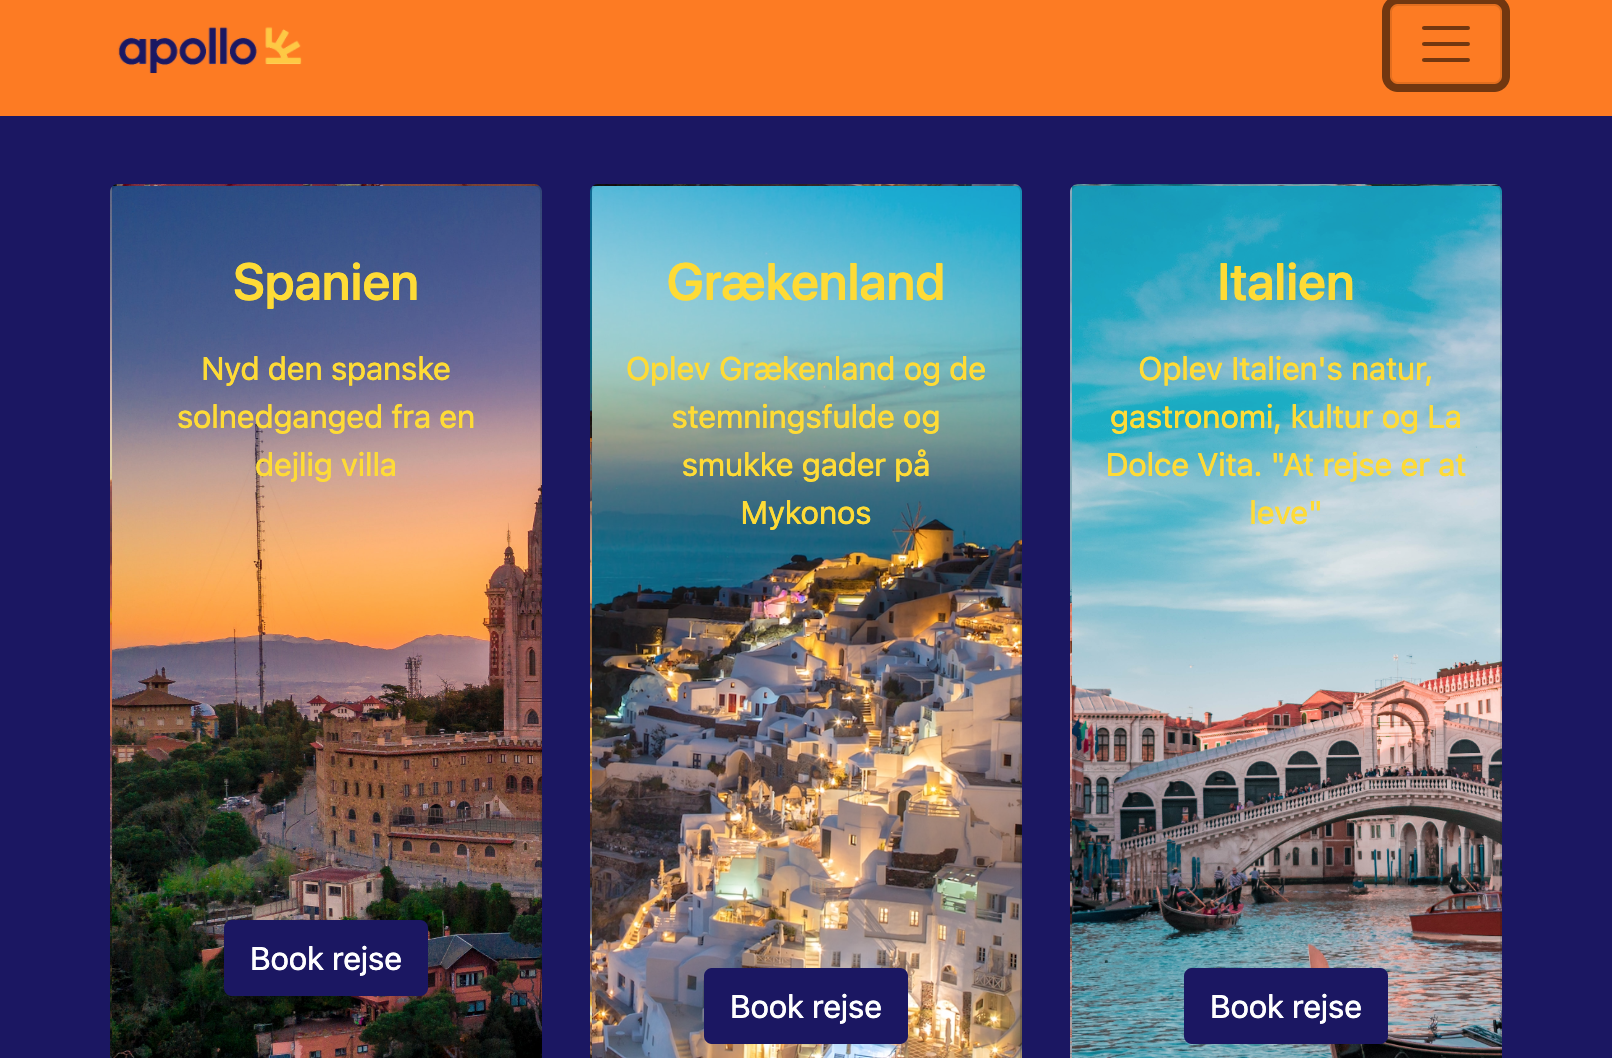 apollo
Spanien
Nyd den spanske
solnedganged fra en
dejlig villa
Book rejse
Grækenland
Oplev Grækenland og de
stemningsfulde og
smukke gader på
Mykonos
Book rejse
Italien
Oplev Italien's natur,
gastronomi, kultur og La
Dolce Vita. "At rejse er at
leve"
Book rejse